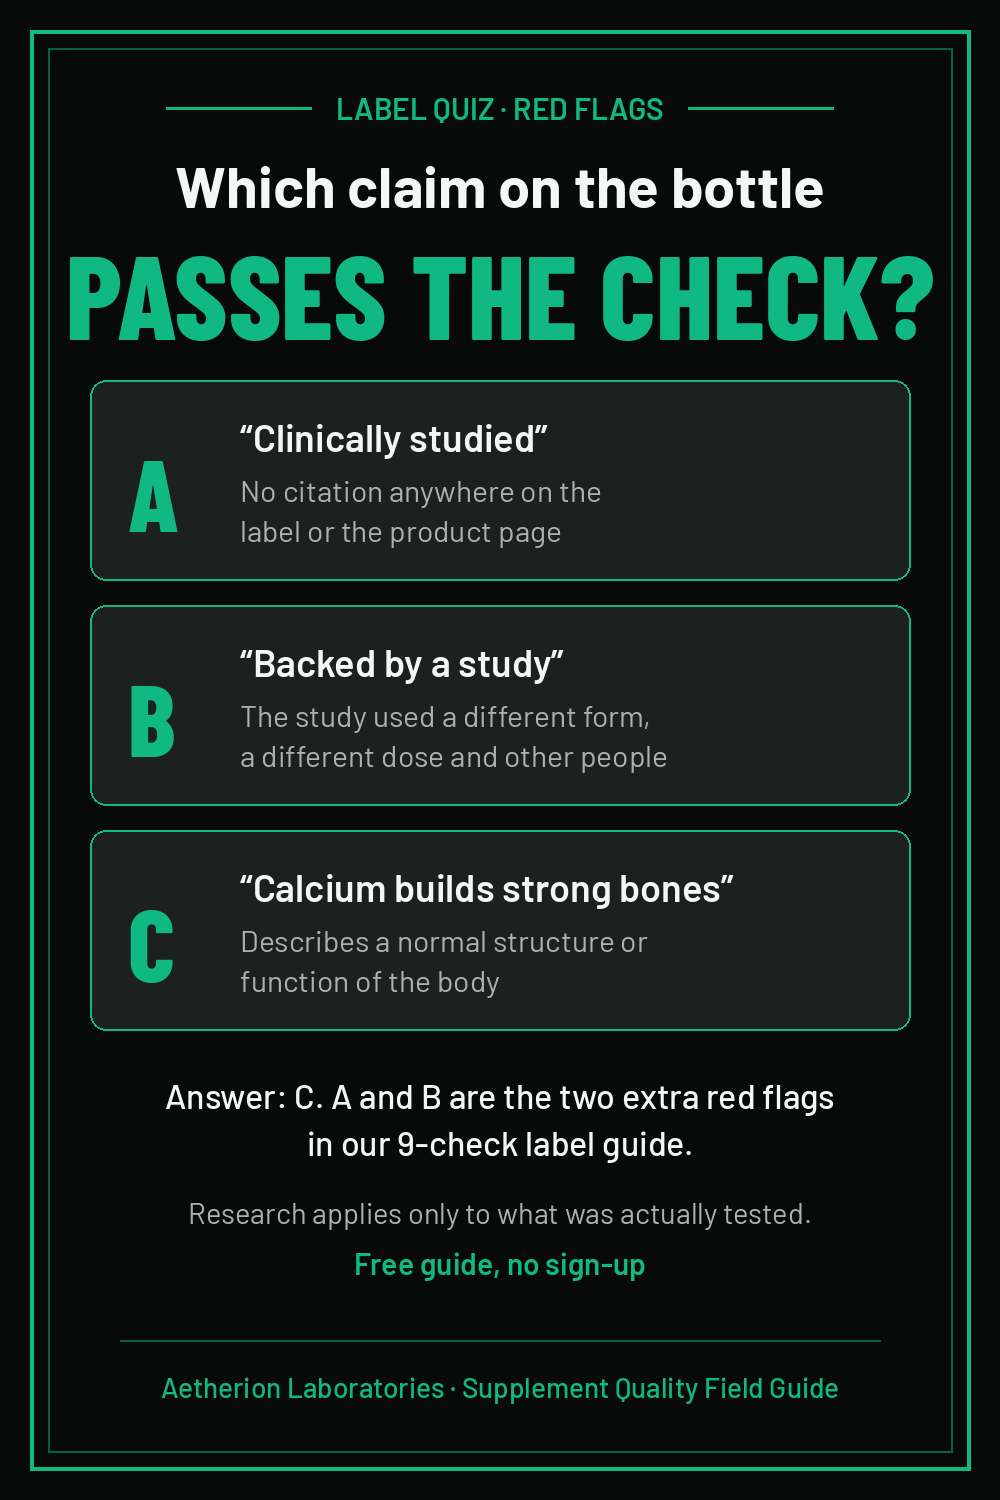 LABEL QUIZ · RED FLAGS
Which claim on the bottle
PASSES THE CHECK?
A
“Clinically studied”
No citation anywhere on the
label or the product page
B
“Backed by a study”
The study used a different form,
a different dose and other people
C
“Calcium builds strong bones”
Describes a normal structure or
function of the body
Answer: C. A and B are the two extra red flags
in our 9-check label guide.
Research applies only to what was actually tested.
Free guide, no sign-up
Aetherion Laboratories · Supplement Quality Field Guide